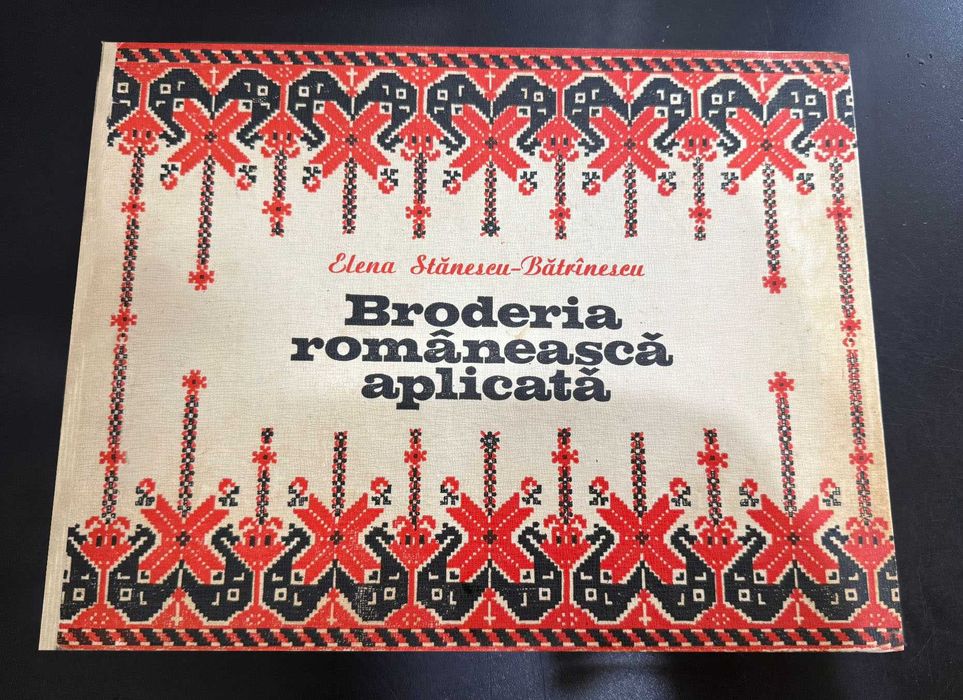 Elena Stănescu-Bătrînescu
Broderia
românească
aplicată